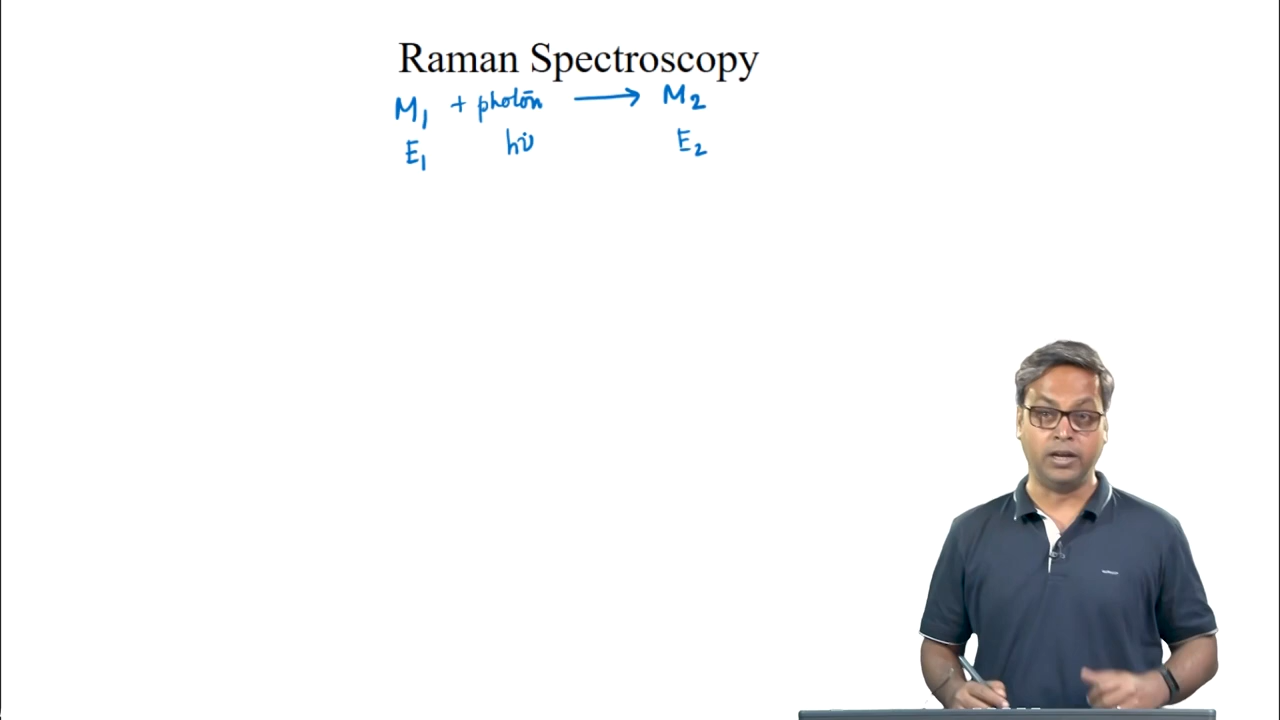 Raman Spectroscopy
M₁ + photon ⟶ M₂
E₁ hν E₂